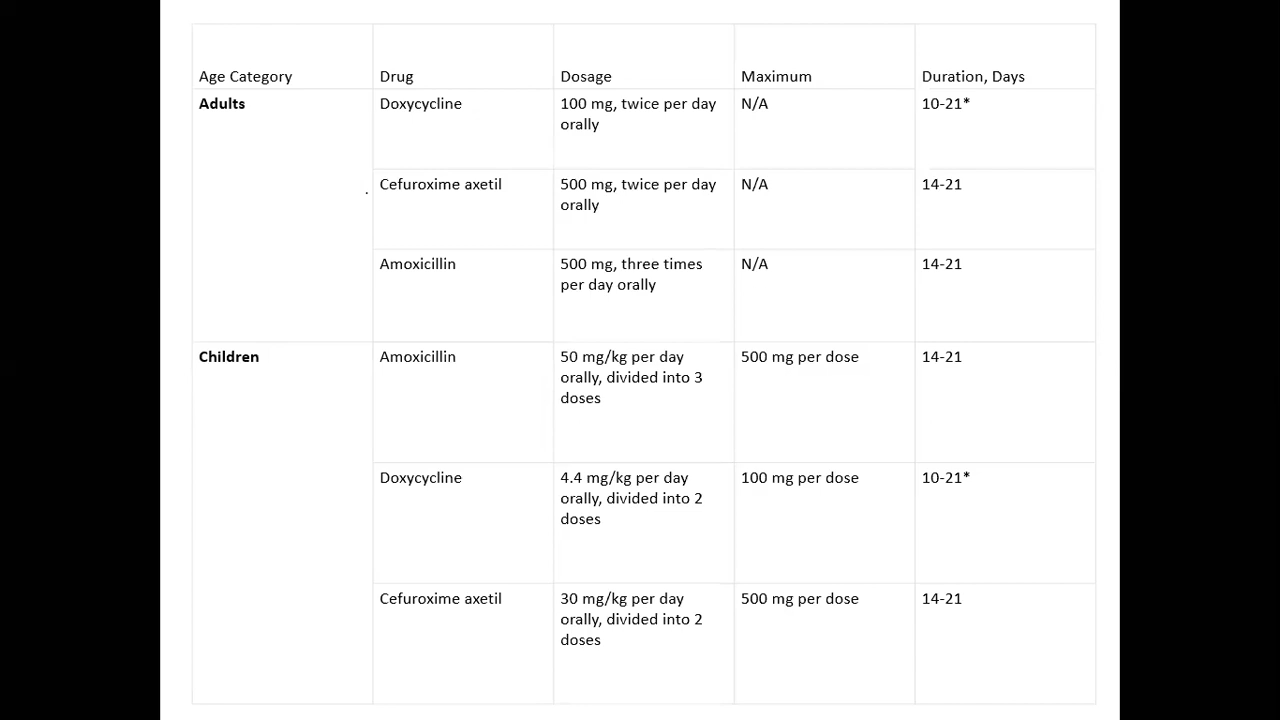 Age Category Drug Dosage Maximum Duration, Days
Adults Doxycycline 100 mg, twice per day N/A 10-21*
orally
Cefuroxime axetil 500 mg, twice per day N/A 14-21
orally
Amoxicillin 500 mg, three times N/A 14-21
per day orally
Children Amoxicillin 50 mg/kg per day 500 mg per dose 14-21
orally, divided into 3
doses
Doxycycline 4.4 mg/kg per day 100 mg per dose 10-21*
orally, divided into 2
doses
Cefuroxime axetil 30 mg/kg per day 500 mg per dose 14-21
orally, divided into 2
doses